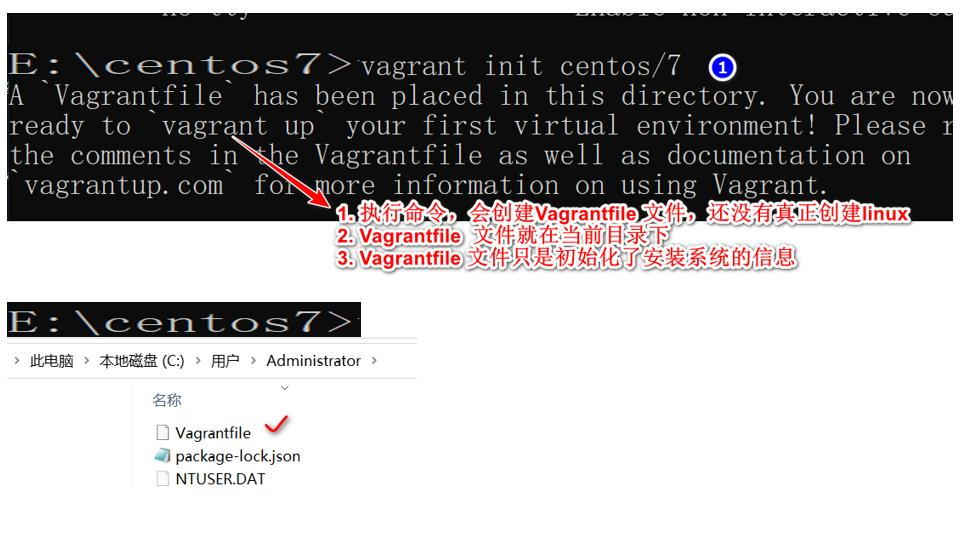 E:\centos7>vagrant init centos/7 1
A `Vagrantfile` has been placed in this directory. You are now
ready to `vagrant up` your first virtual environment! Please
the comments in the Vagrantfile as well as documentation on
`vagrantup.com` for more information on using Vagrant.
1. 执行命令，会创建Vagrantfile 文件，还没有真正创建linux
2. Vagrantfile 文件就在当前目录下
3. Vagrantfile 文件只是初始化了安装系统的信息
E:\centos7>
> 此电脑 > 本地磁盘 (C:) > 用户 > Administrator >
名称
Vagrantfile
package-lock.json
NTUSER.DAT